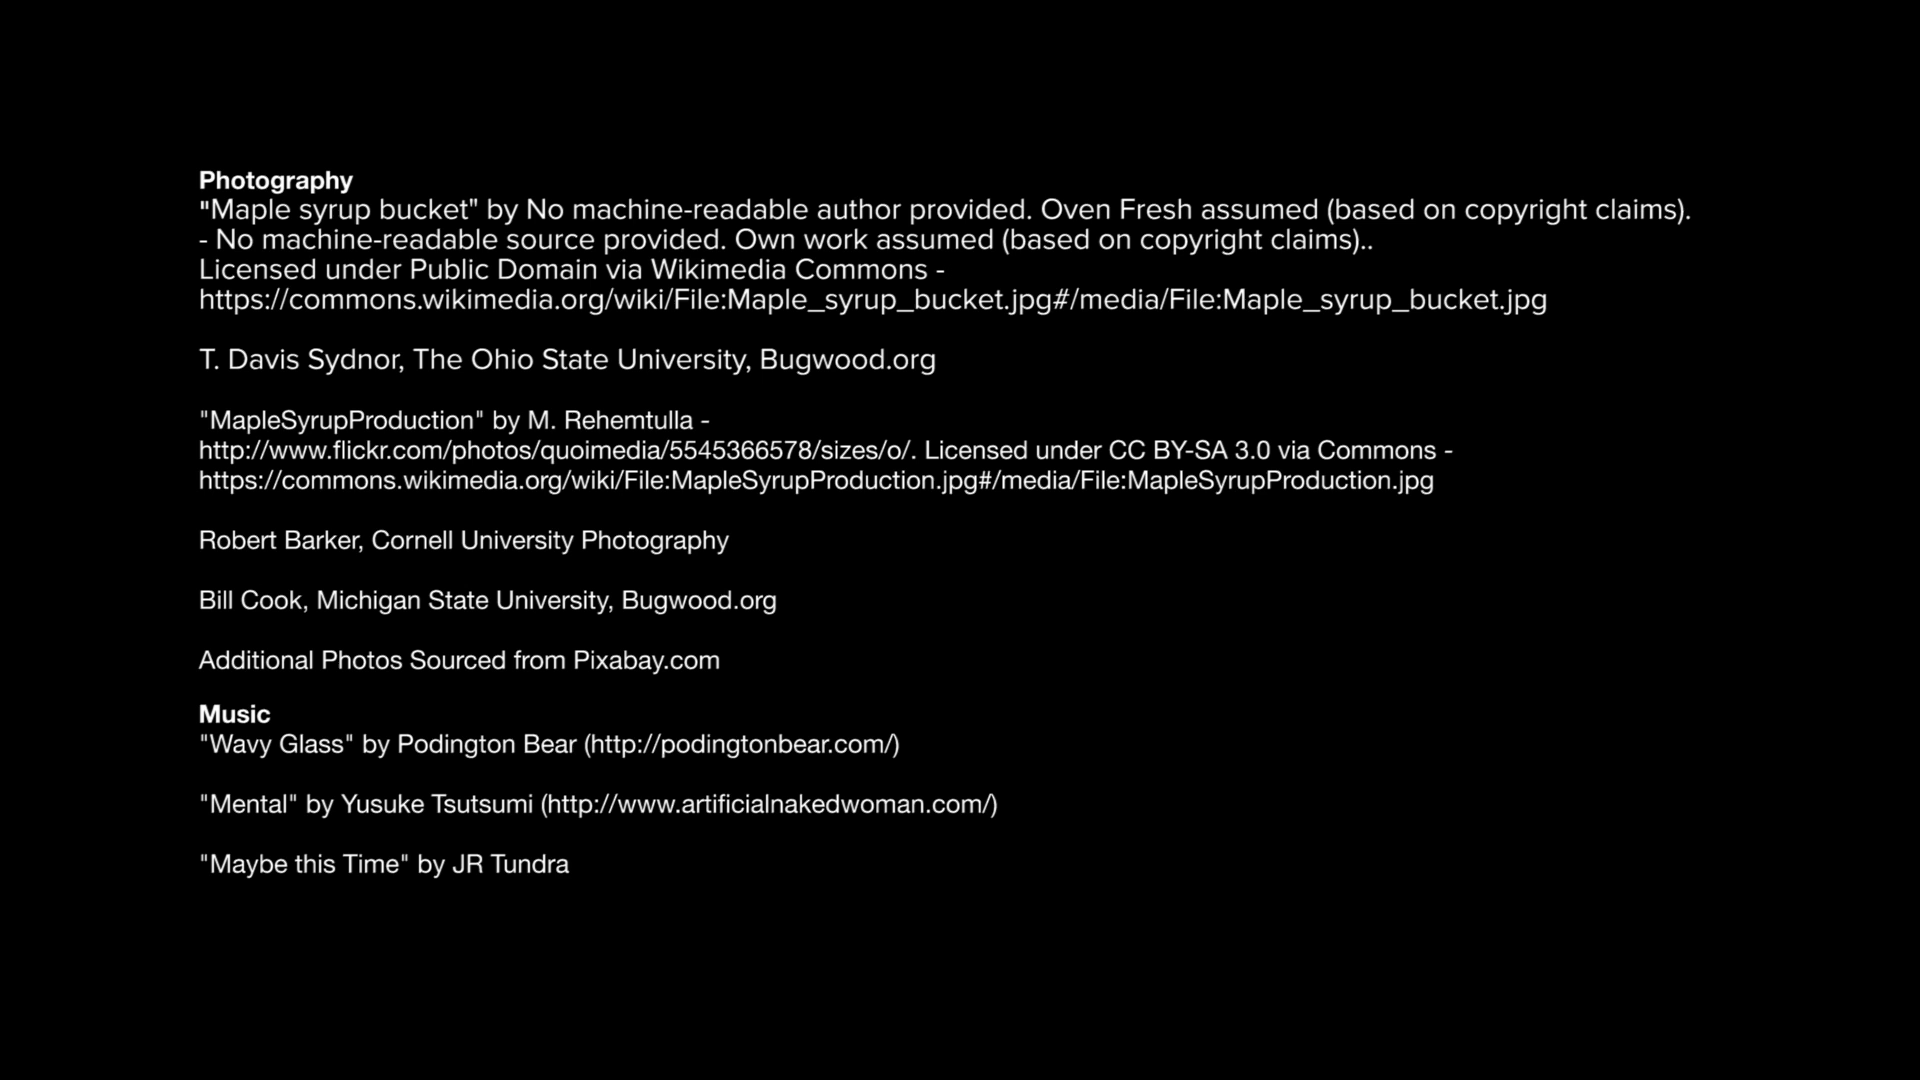 Photography
"Maple syrup bucket" by No machine-readable author provided. Oven Fresh assumed (based on copyright claims).
- No machine-readable source provided. Own work assumed (based on copyright claims)..
Licensed under Public Domain via Wikimedia Commons -
https://commons.wikimedia.org/wiki/File:Maple_syrup_bucket.jpg#/media/File:Maple_syrup_bucket.jpg
T. Davis Sydnor, The Ohio State University, Bugwood.org
"MapleSyrupProduction" by M. Rehemtulla -
http://www.flickr.com/photos/quoimedia/5545366578/sizes/o/. Licensed under CC BY-SA 3.0 via Commons -
https://commons.wikimedia.org/wiki/File:MapleSyrupProduction.jpg#/media/File:MapleSyrupProduction.jpg
Robert Barker, Cornell University Photography
Bill Cook, Michigan State University, Bugwood.org
Additional Photos Sourced from Pixabay.com
Music
"Wavy Glass" by Podington Bear (http://podingtonbear.com/)
"Mental" by Yusuke Tsutsumi (http://www.artificialnakedwoman.com/)
"Maybe this Time" by JR Tundra